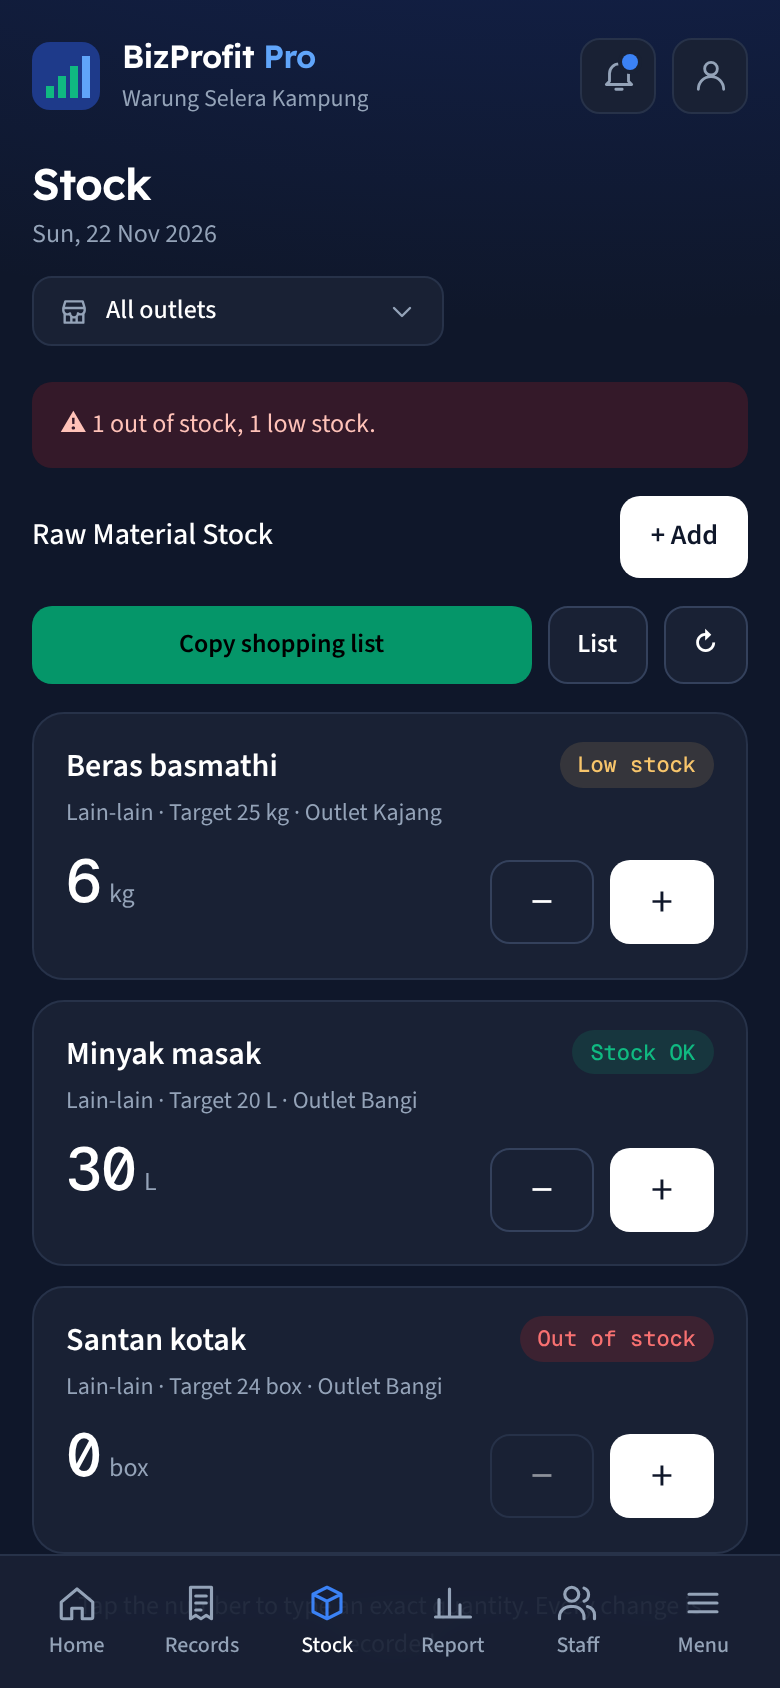 BizProfit Pro
Warung Selera Kampung
Stock
Sun, 22 Nov 2026
All outlets
1 out of stock, 1 low stock.
Raw Material Stock
+ Add
Copy shopping list
List
Beras basmathi
Low stock
Lain-lain · Target 25 kg · Outlet Kajang
6 kg
−
+
Minyak masak
Stock OK
Lain-lain · Target 20 L · Outlet Bangi
30 L
−
+
Santan kotak
Out of stock
Lain-lain · Target 24 box · Outlet Bangi
0 box
−
+
Home
Records
Stock
Report
Staff
Menu